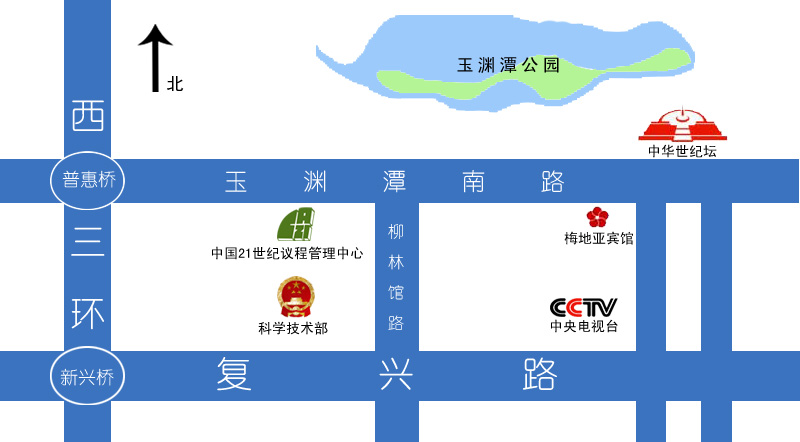 玉渊潭公园
北
西三环
中华世纪坛
普惠桥
玉渊潭南路
梅地亚宾馆
中国21世纪议程管理中心
柳林馆路
科学技术部
CCTV
中央电视台
新兴桥
复兴路